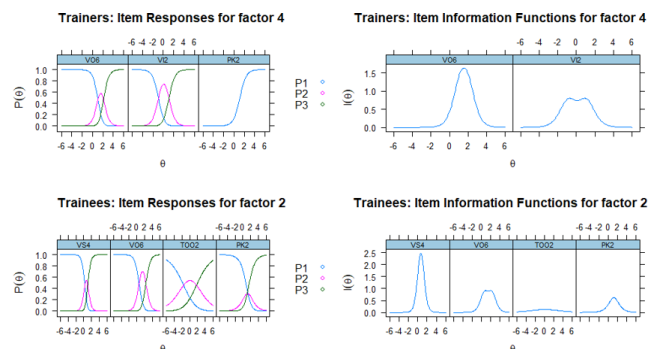 Trainers: Item Responses for factor 4
-6 -4 -2 0 2 4 6
VO6 VI2 PK2
P(θ)
1.0
0.8
0.6
0.4
0.2
0.0
-6 -4 -2 0 2 4 6 -6 -4 -2 0 2 4 6
θ
P1
P2
P3
Trainers: Item Information Functions for factor 4
-6 -4 -2 0 2 4 6
VO6 VI2
I(θ)
1.5
1.0
0.5
0.0
-6 -4 -2 0 2 4 6
θ
Trainees: Item Responses for factor 2
-6-4-2 0 2 4 6 -6-4-2 0 2 4 6
VS4 VO6 TOO2 PK2
P(θ)
1.0
0.8
0.6
0.4
0.2
0.0
-6-4-2 0 2 4 6 -6-4-2 0 2 4 6
θ
P1
P2
P3
Trainees: Item Information Functions for factor 2
-6-4-2 0 2 4 6 -6-4-2 0 2 4 6
VS4 VO6 TOO2 PK2
I(θ)
2.5
2.0
1.5
1.0
0.5
0.0
-6-4-2 0 2 4 6 -6-4-2 0 2 4 6
θ